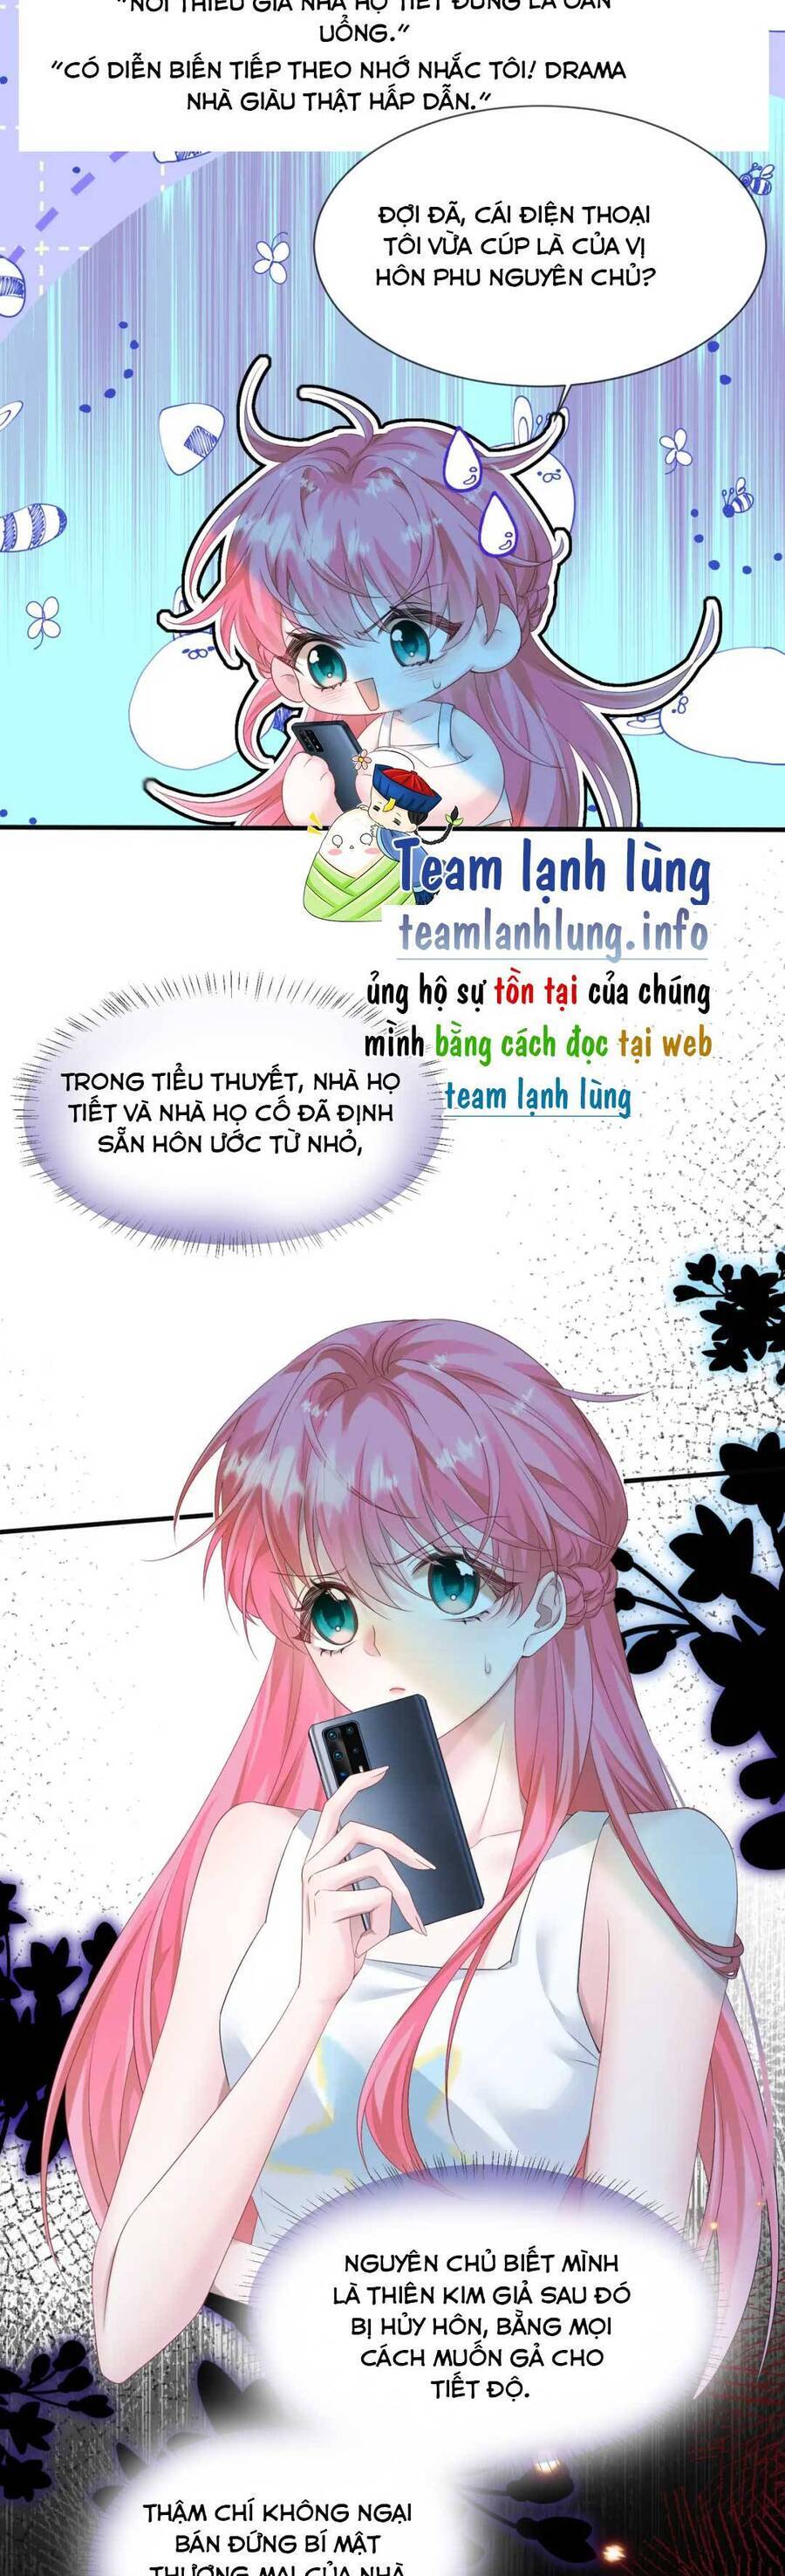 "NÓI THIẾU GIA NHÀ HỌ TIẾT ĐÚNG LÀ OAN
UỔNG."
"CÓ DIỄN BIẾN TIẾP THEO NHỚ NHẮC TÔI! DRAMA
NHÀ GIÀU THẬT HẤP DẪN."
ĐỢI ĐÃ, CÁI ĐIỆN THOẠI
TÔI VỪA CÚP LÀ CỦA VỊ
HÔN PHU NGUYÊN CHỦ?
Team lạnh lùng
teamlanhlung.info
ủng hộ sự tồn tại của chúng
mình bằng cách đọc tại web
team lạnh lùng
TRONG TIỂU THUYẾT, NHÀ HỌ
TIẾT VÀ NHÀ HỌ CỐ ĐÃ ĐỊNH
SẴN HÔN ƯỚC TỪ NHỎ,
NGUYÊN CHỦ BIẾT MÌNH
LÀ THIÊN KIM GIẢ SAU ĐÓ
BỊ HỦY HÔN, BẰNG MỌI
CÁCH MUỐN GẢ CHO
TIẾT ĐỘ.
THẬM CHÍ KHÔNG NGẠI
BÁN ĐỨNG BÍ MẬT
THƯƠNG MẠI CỦA NHÀ